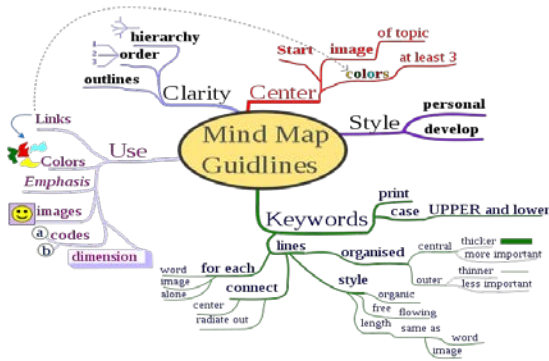 Mind Map
Guidlines
Center
Start
image
of topic
colors
at least 3
Style
personal
develop
Keywords
print
case
UPPER and lower
lines
organised
central
thicker
more important
outer
thinner
less important
style
organic
free
flowing
length
same as
word
image
connect
center
radiate out
for each
word
image
alone
Use
Links
Colors
Emphasis
images
a
codes
b
dimension
Clarity
hierarchy
order
1
2
3
outlines